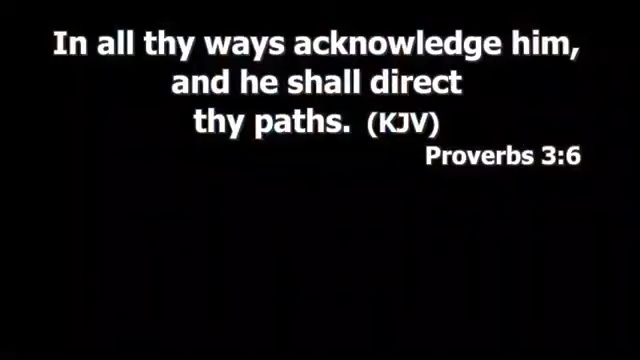 In all thy ways acknowledge him,
and he shall direct
thy paths. (KJV)
Proverbs 3:6